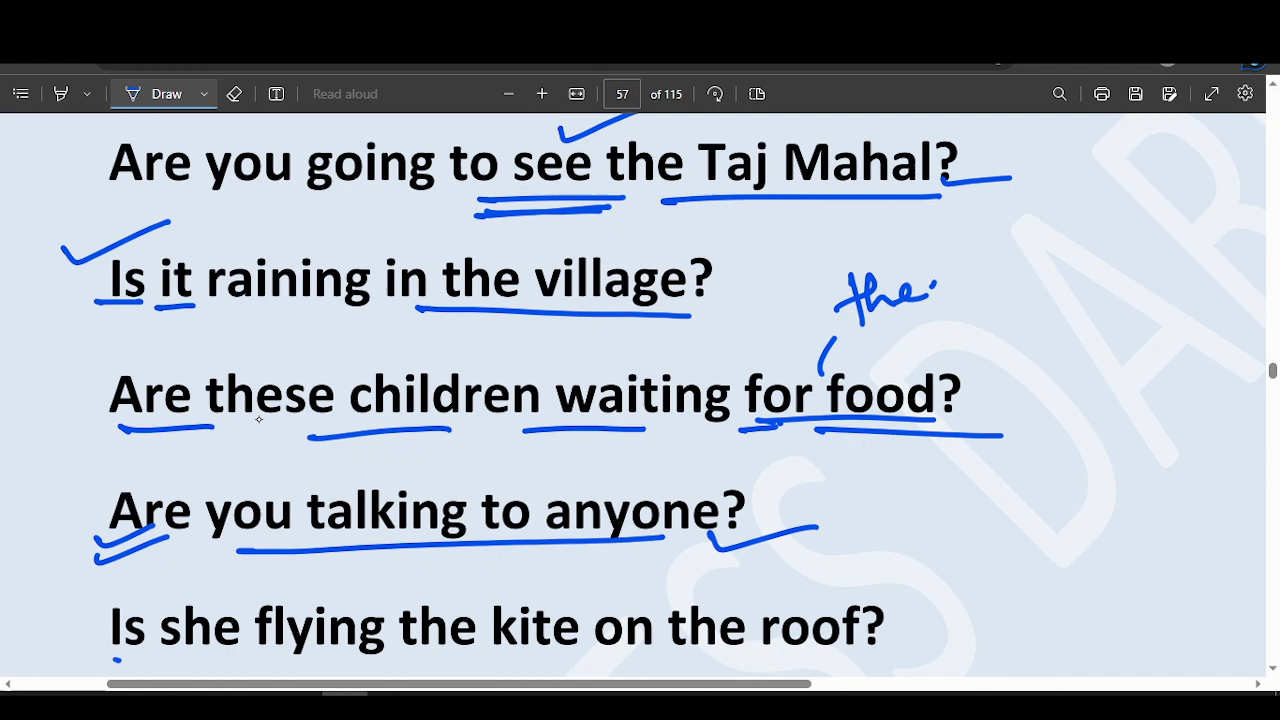 Draw
Read aloud
57
of 115
Are you going to see the Taj Mahal?
Is it raining in the village?
the
Are these children waiting for food?
Are you talking to anyone?
Is she flying the kite on the roof?